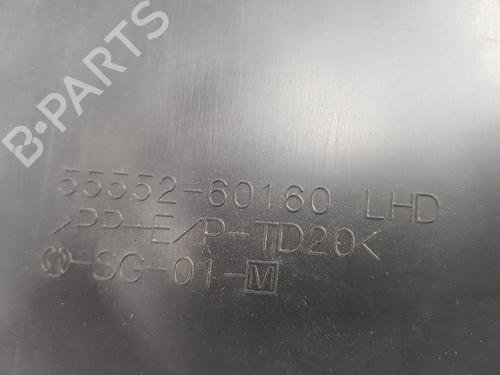 B-PARTS
55552-60160 LHD
>PP+E/P-TD20<
-SG-01-M